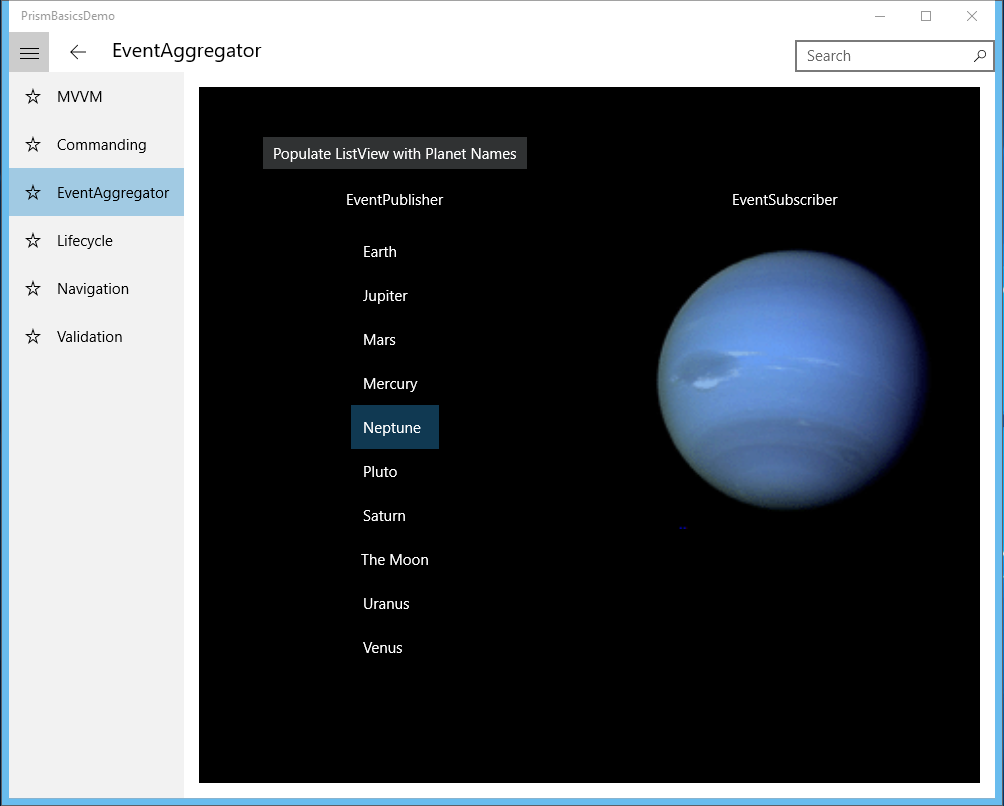 PrismBasicsDemo
EventAggregator
Search
MVVM
Commanding
EventAggregator
Lifecycle
Navigation
Validation
Populate ListView with Planet Names
EventPublisher
EventSubscriber
Earth
Jupiter
Mars
Mercury
Neptune
Pluto
Saturn
The Moon
Uranus
Venus